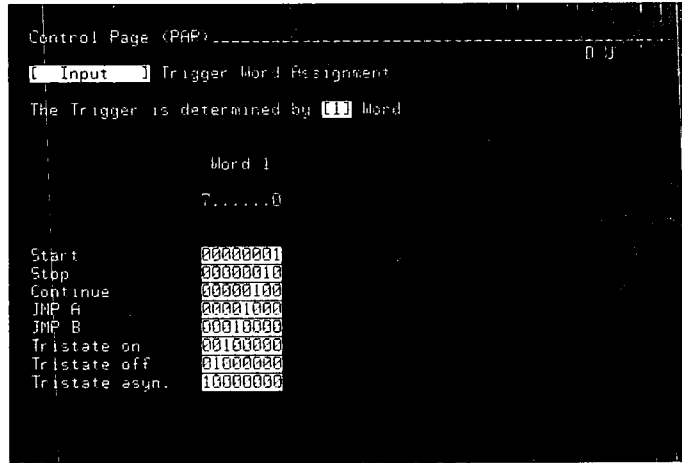 Control Page (PAP)
[ Input ] Trigger Word Assignment
The Trigger is determined by [1] Word
Word 1
7......0
Start 00000001
Stop 00000010
Continue 00000100
JMP A 00001000
JMP B 00010000
Tristate on 00100000
Tristate off 01000000
Tristate asyn. 10000000